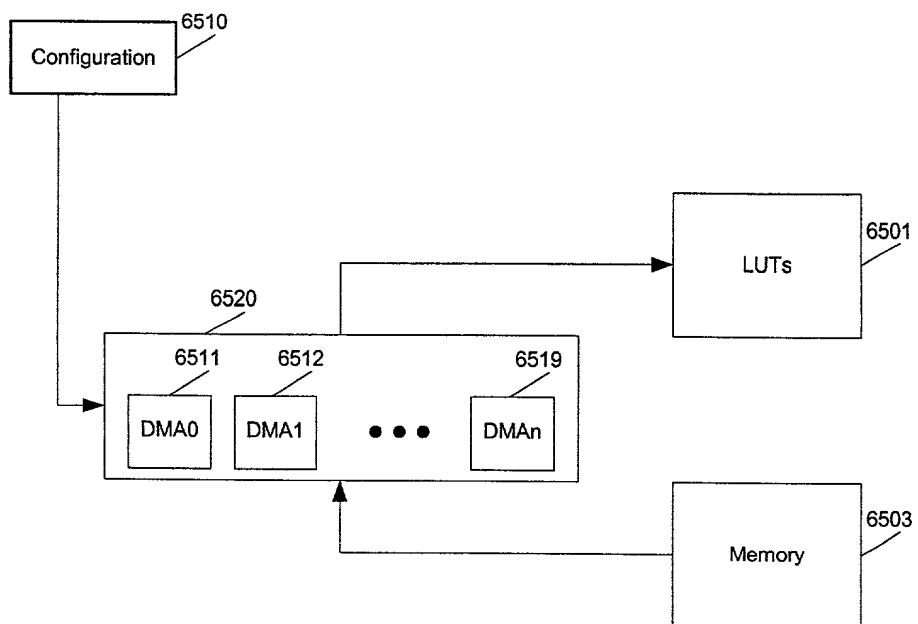 6510
Configuration
6501
LUTs
6520
6511
6512
6519
DMA0
DMA1
DMAn
6503
Memory